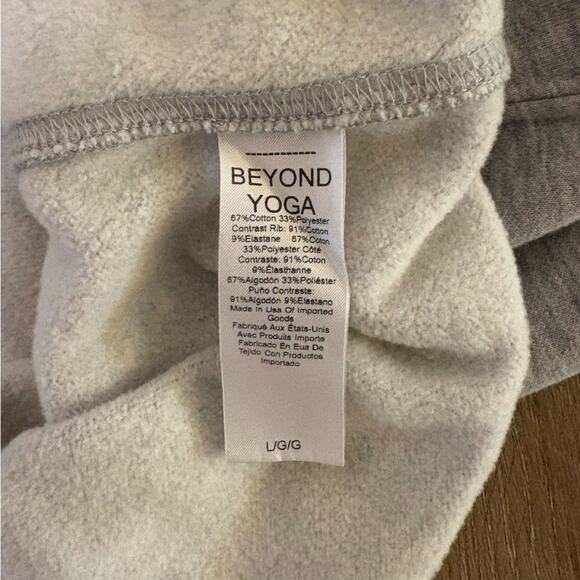 ------------
BEYOND
YOGA
67%Cotton 33%Polyester
Contrast Rib: 91%Cotton
9%Elastane 67%Coton
33%Polyester Côté
Contraste: 91%Coton
9%Élasthanne
67%Algodón 33%Poliéster
Puño Contraste:
91%Algodón 9%Elastano
Made In Usa Of Imported
Goods
Fabriqué Aux États-Unis
Avec Produits Importe
Fabricado En Eua De
Tejido Con Productos
Importado
L/G/G